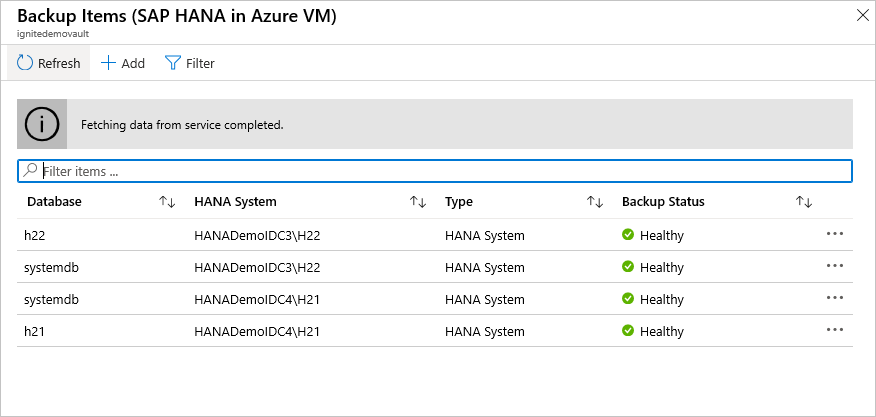 Backup Items (SAP HANA in Azure VM)
ignitedemovault
Refresh Add Filter
Fetching data from service completed.
Filter items ...
Database HANA System Type Backup Status
h22 HANADemoIDC3\H22 HANA System Healthy ...
systemdb HANADemoIDC3\H22 HANA System Healthy ...
systemdb HANADemoIDC4\H21 HANA System Healthy ...
h21 HANADemoIDC4\H21 HANA System Healthy ...